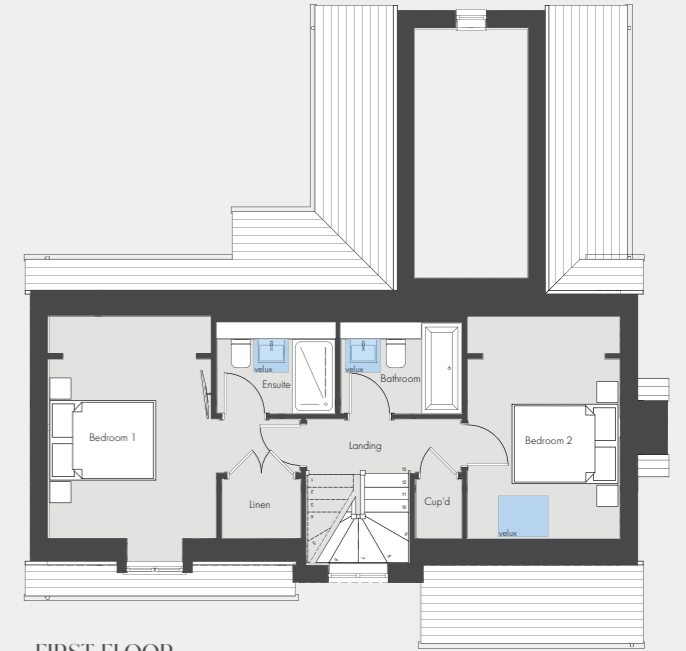 velux
Ensuite
velux
Bathroom
Bedroom 1
Landing
Bedroom 2
Linen
Cup'd
velux
FIRST FLOOR